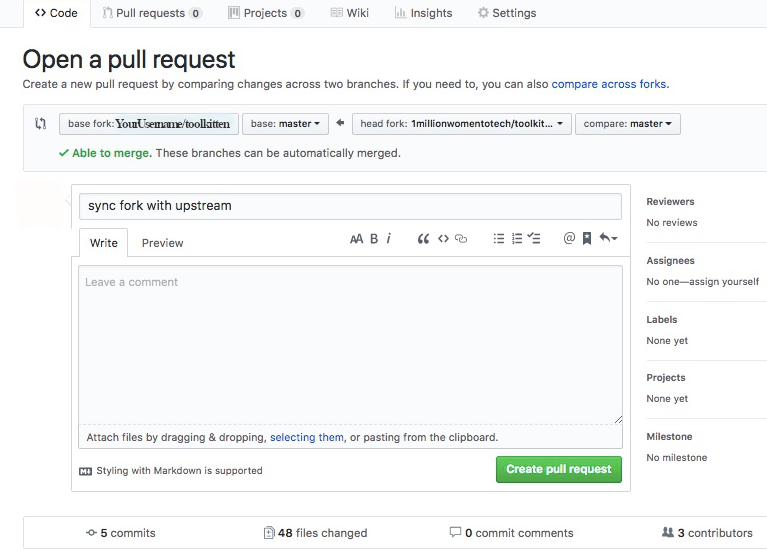 Code Pull requests 0 Projects 0 Wiki Insights Settings
Open a pull request
Create a new pull request by comparing changes across two branches. If you need to, you can also compare across forks.
base fork: YourUsername/toolkitten base: master head fork: 1millionwomentotech/toolkit... compare: master
Able to merge. These branches can be automatically merged.
sync fork with upstream
Write Preview AA B i
Leave a comment
Attach files by dragging & dropping, selecting them, or pasting from the clipboard.
Styling with Markdown is supported Create pull request
Reviewers
No reviews
Assignees
No one—assign yourself
Labels
None yet
Projects
None yet
Milestone
No milestone
5 commits 48 files changed 0 commit comments 3 contributors